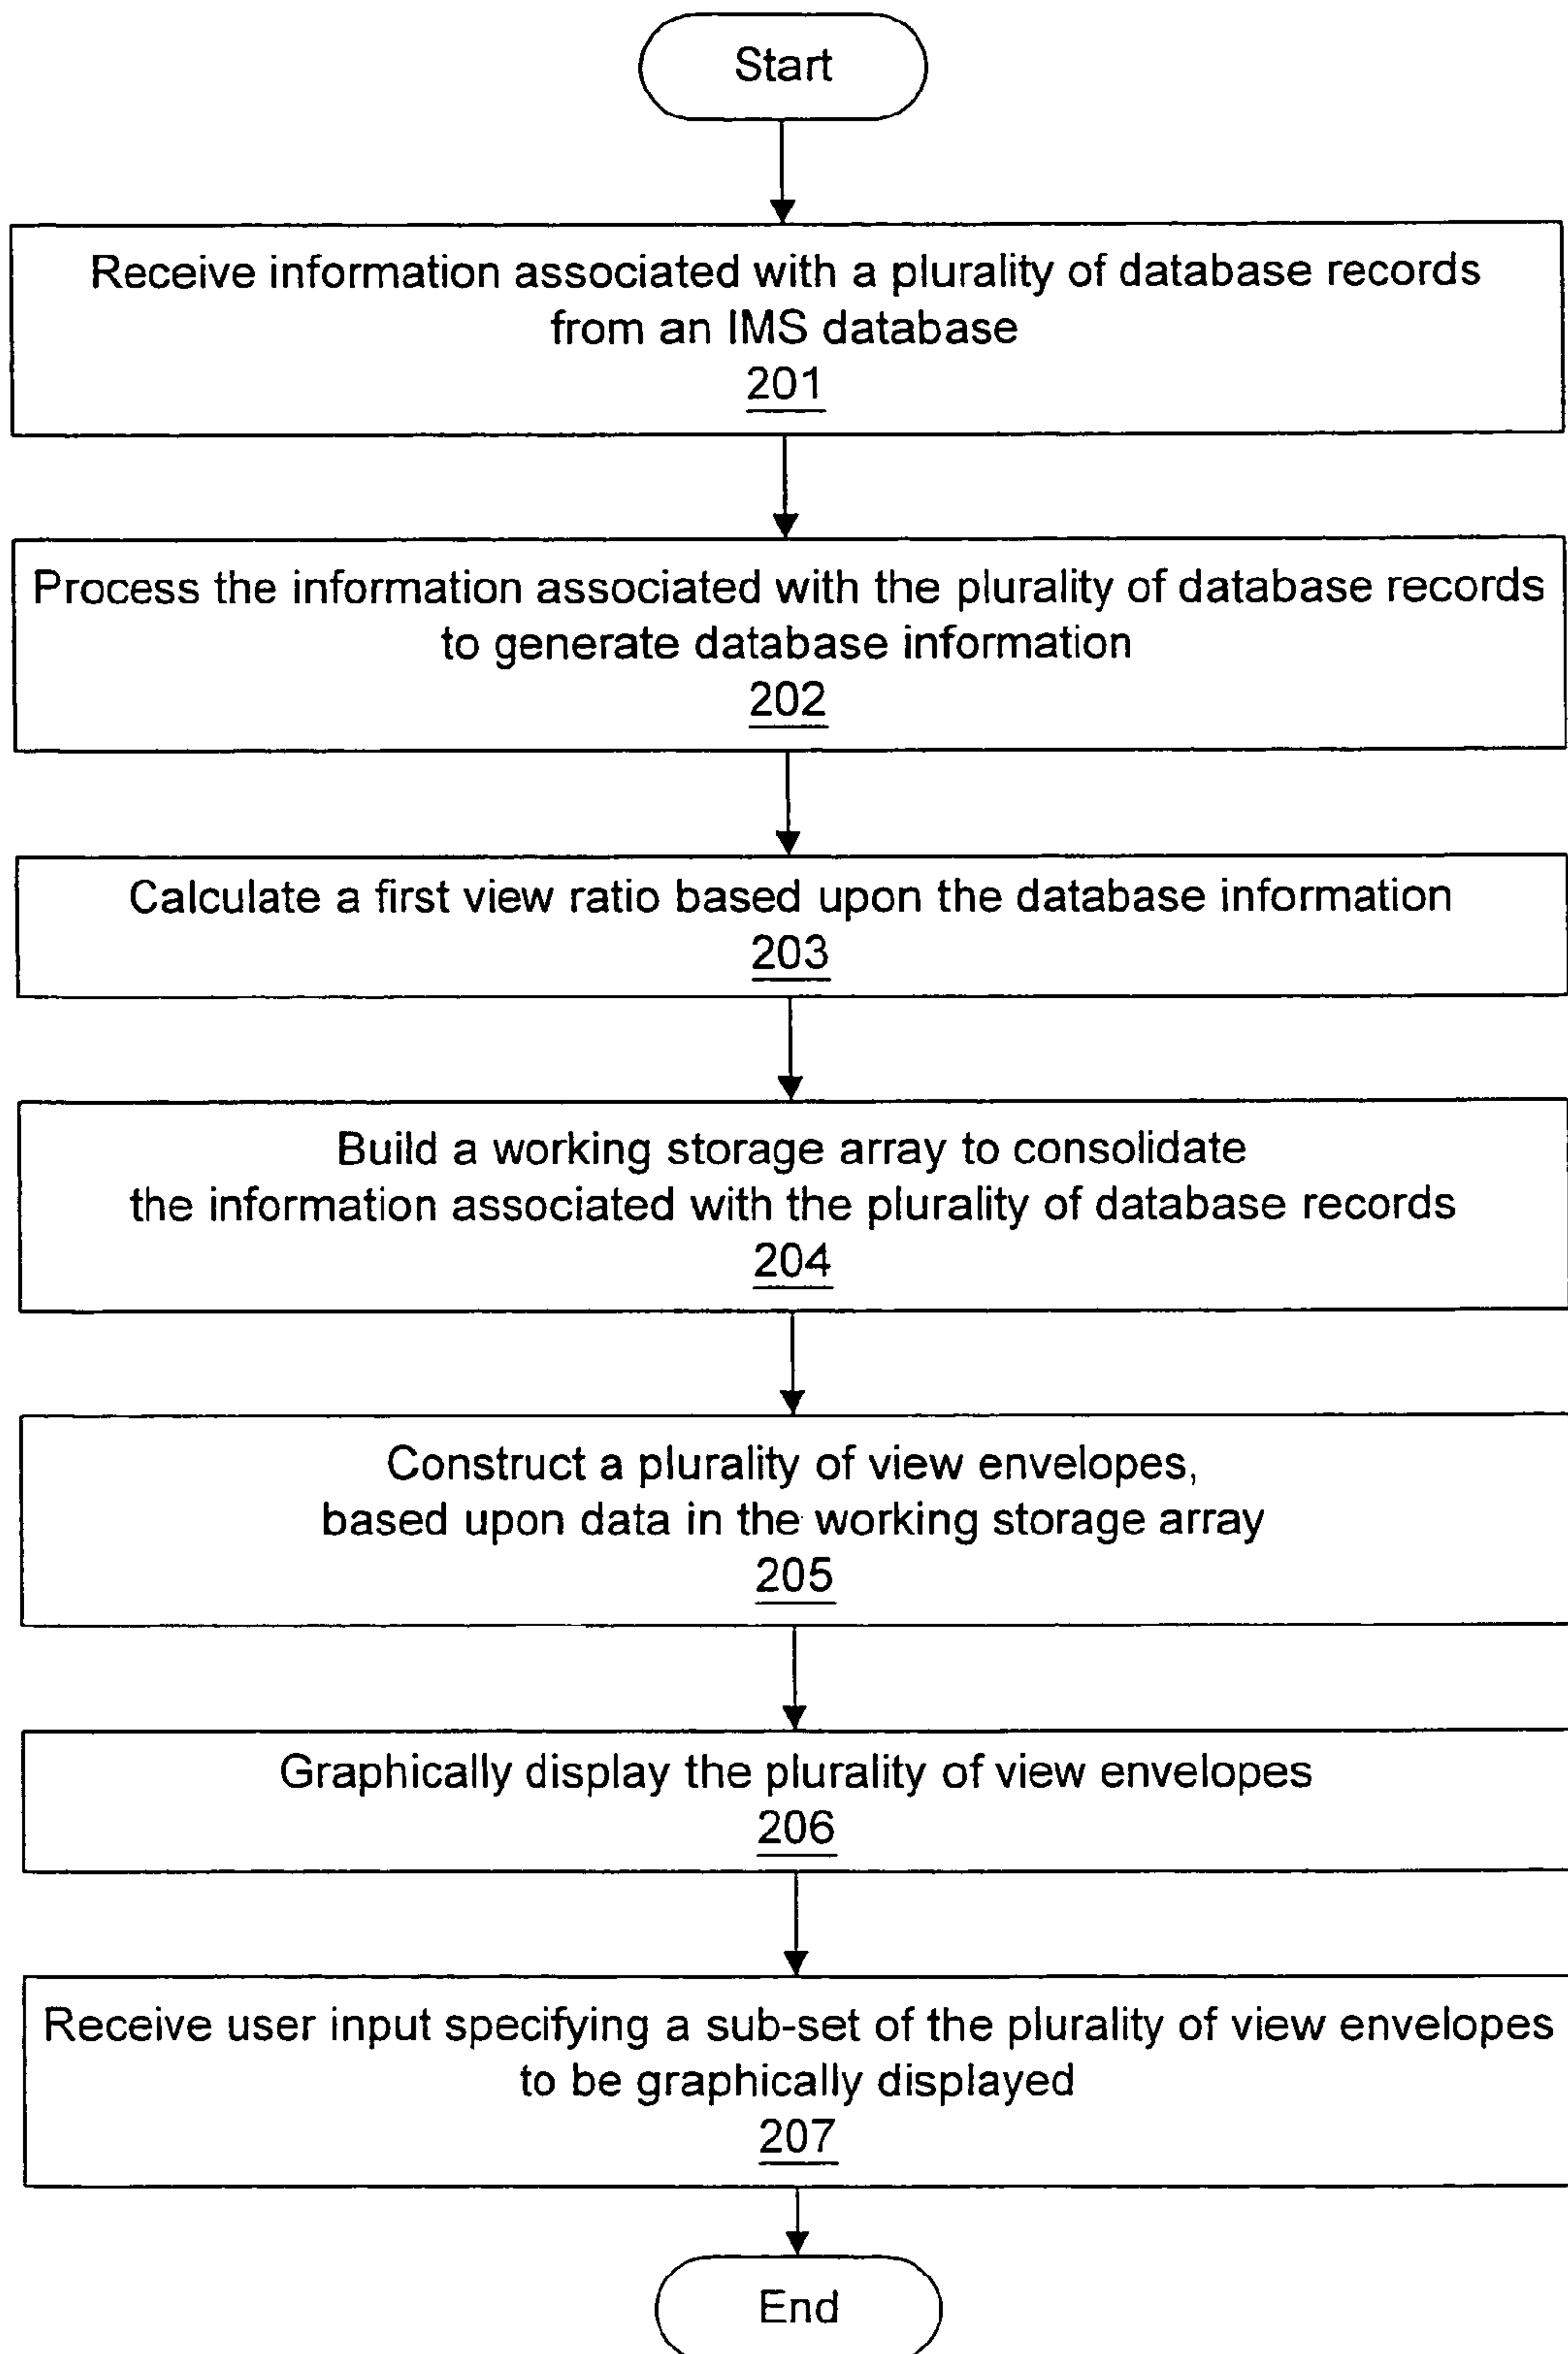 Start
Receive information associated with a plurality of database records
from an IMS database
201
Process the information associated with the plurality of database records
to generate database information
202
Calculate a first view ratio based upon the database information
203
Build a working storage array to consolidate
the information associated with the plurality of database records
204
Construct a plurality of view envelopes,
based upon data in the working storage array
205
Graphically display the plurality of view envelopes
206
Receive user input specifying a sub-set of the plurality of view envelopes
to be graphically displayed
207
End